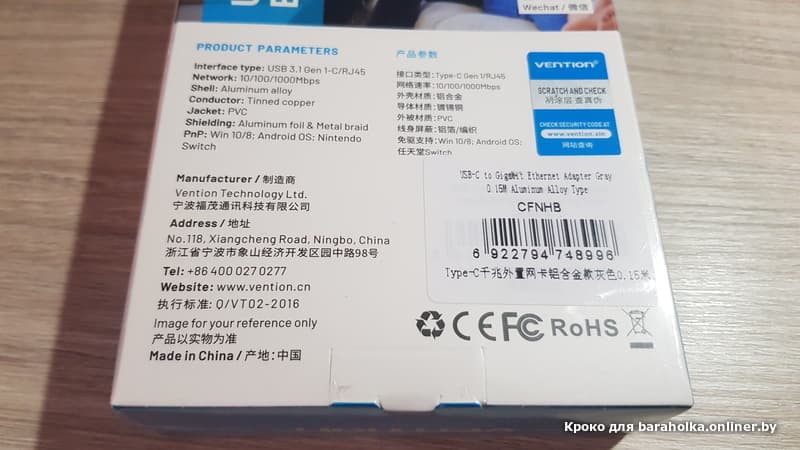 Wechat / 微信
PRODUCT PARAMETERS
Interface type: USB 3.1 Gen 1-C/RJ45
Network: 10/100/1000Mbps
Shell: Aluminum alloy
Conductor: Tinned copper
Jacket: PVC
Shielding: Aluminum foil & Metal braid
PnP: Win 10/8; Android OS; Nintendo
Switch
产品参数
接口类型: Type-C Gen 1/RJ45
网络速率: 10/100/1000Mbps
外壳材质: 铝合金
导体材质: 镀锡铜
外被材质: PVC
线身屏蔽: 铝箔/编织
免驱支持: Win 10/8; Android OS;
任天堂Switch
VENTION
SCRATCH AND CHECK
刮涂层 查真伪
CHECK SECURITY CODE AT
www.vention.xin
网站查询
USB-C to Gigabit Ethernet Adapter Gray
0.15M Aluminum Alloy Type
CFNHB
6 922794 748996
Type-C千兆外置网卡铝合金款灰色0.15米
Manufacturer / 制造商
Vention Technology Ltd.
宁波福茂通讯科技有限公司
Address / 地址
No.118, Xiangcheng Road, Ningbo, China
浙江省宁波市象山经济开发区园中路98号
Tel: +86 400 027 0277
Website: www.vention.cn
执行标准: Q/VT02-2016
Image for your reference only
产品以实物为准
Made in China / 产地: 中国
CE FC RoHS
Кроко для baraholka.onliner.by